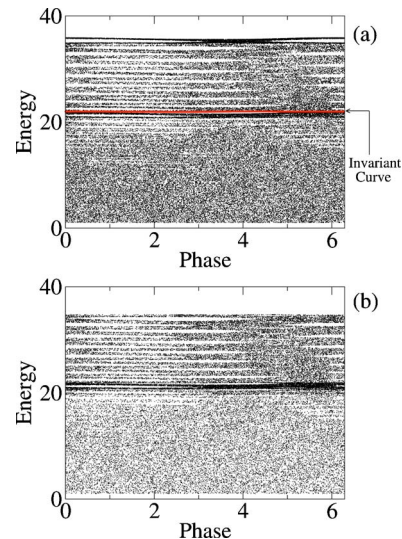 40
(a)
Energy
20
Invariant
Curve
0
0 2 4 6
Phase
40
(b)
Energy
20
0
0 2 4 6
Phase